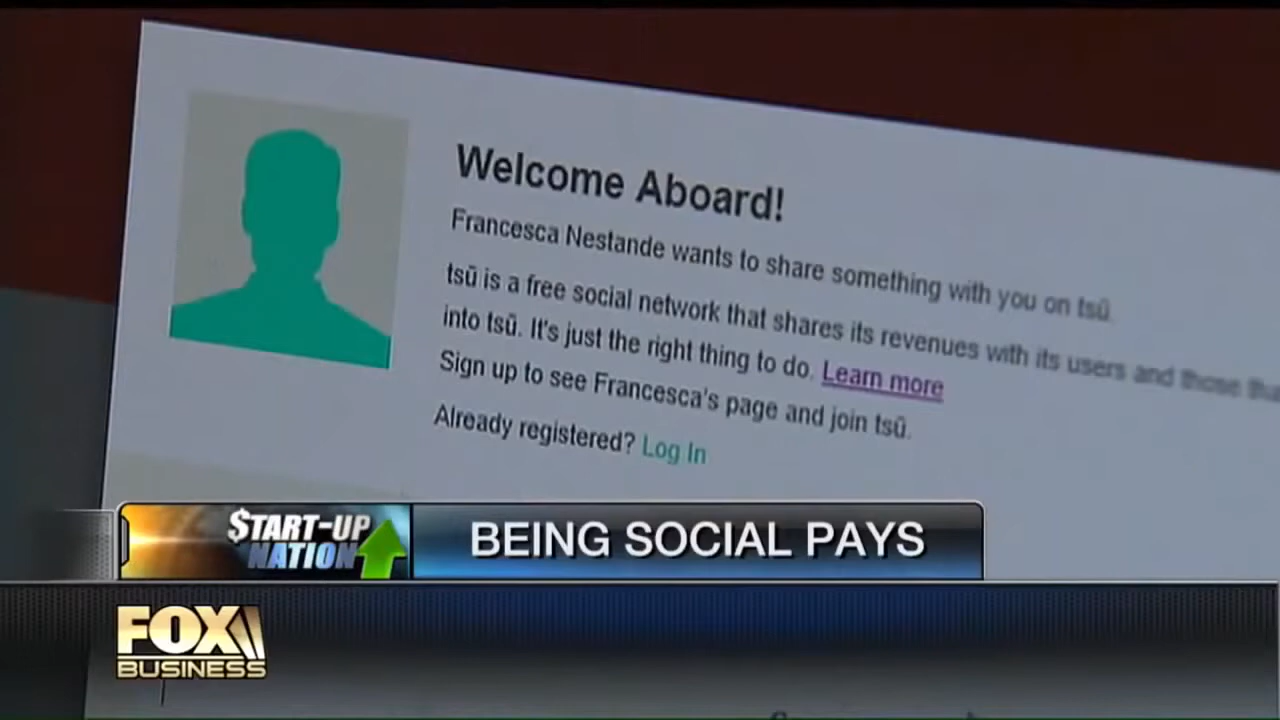 Welcome Aboard!
Francesca Nestande wants to share something with you on tsū.
tsū is a free social network that shares its revenues with its users and those
into tsū. It's just the right thing to do. Learn more
Sign up to see Francesca's page and join tsū.
Already registered? Log In
$TART-UP
NATION
BEING SOCIAL PAYS
FOX
BUSINESS